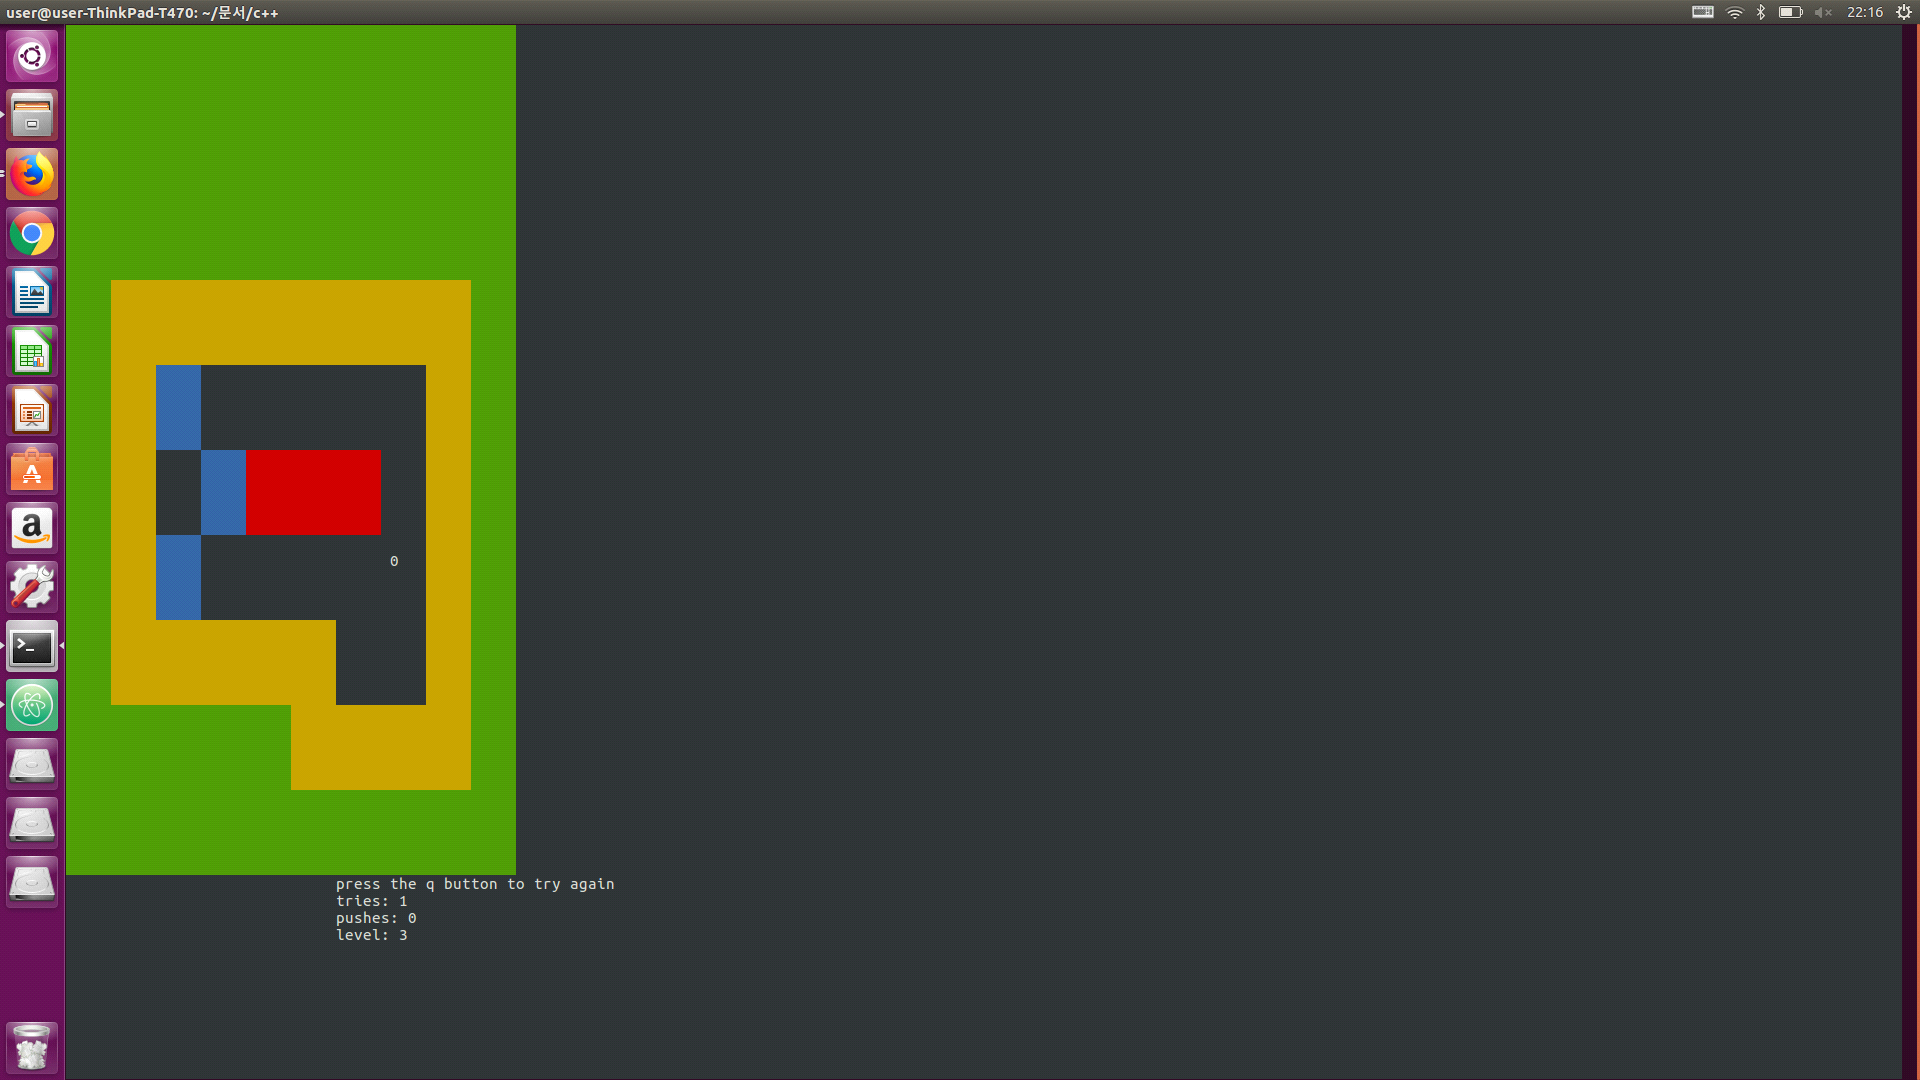 user@user-ThinkPad-T470: ~/문서/c++
22:16
0
press the q button to try again
tries: 1
pushes: 0
level: 3